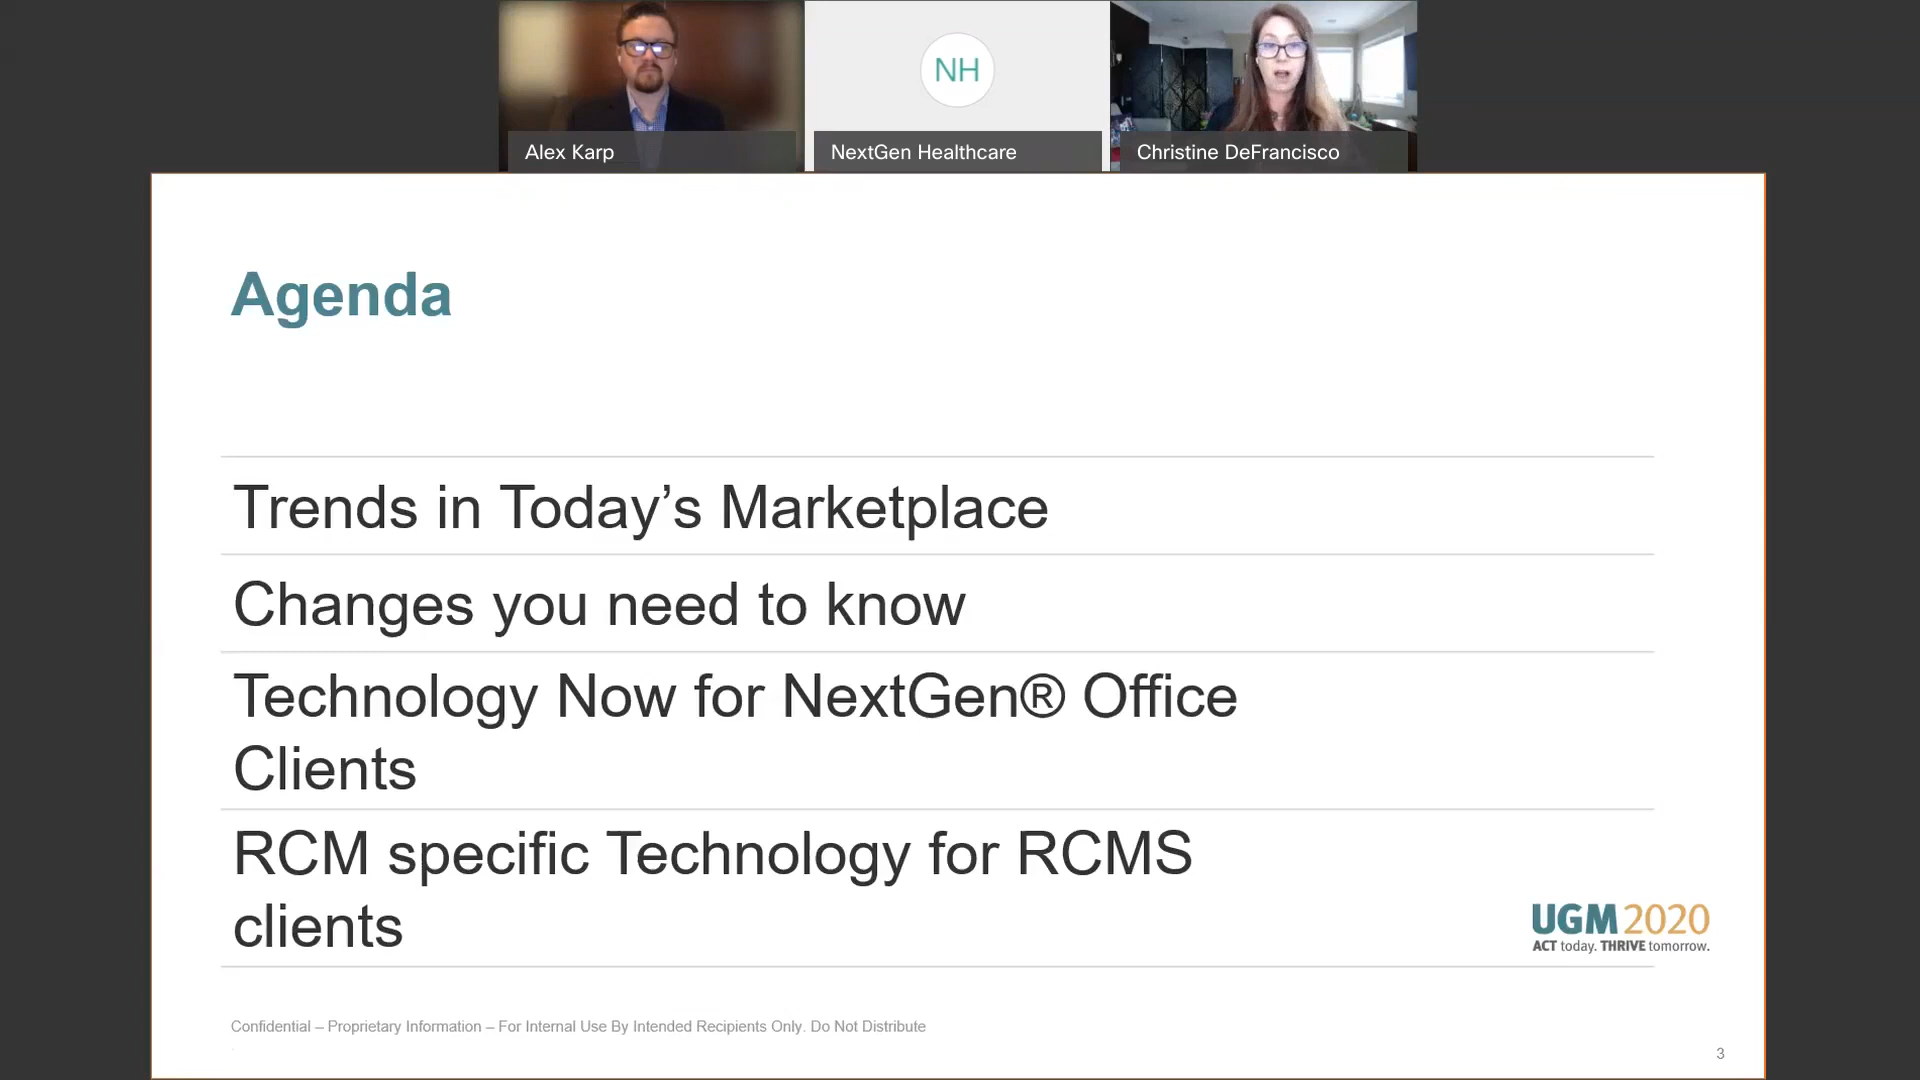 NH
Alex Karp
NextGen Healthcare
Christine DeFrancisco
Agenda
Trends in Today’s Marketplace
Changes you need to know
Technology Now for NextGen® Office
Clients
RCM specific Technology for RCMS
clients
UGM 2020
ACT today. THRIVE tomorrow.
Confidential – Proprietary Information – For Internal Use By Intended Recipients Only. Do Not Distribute
3